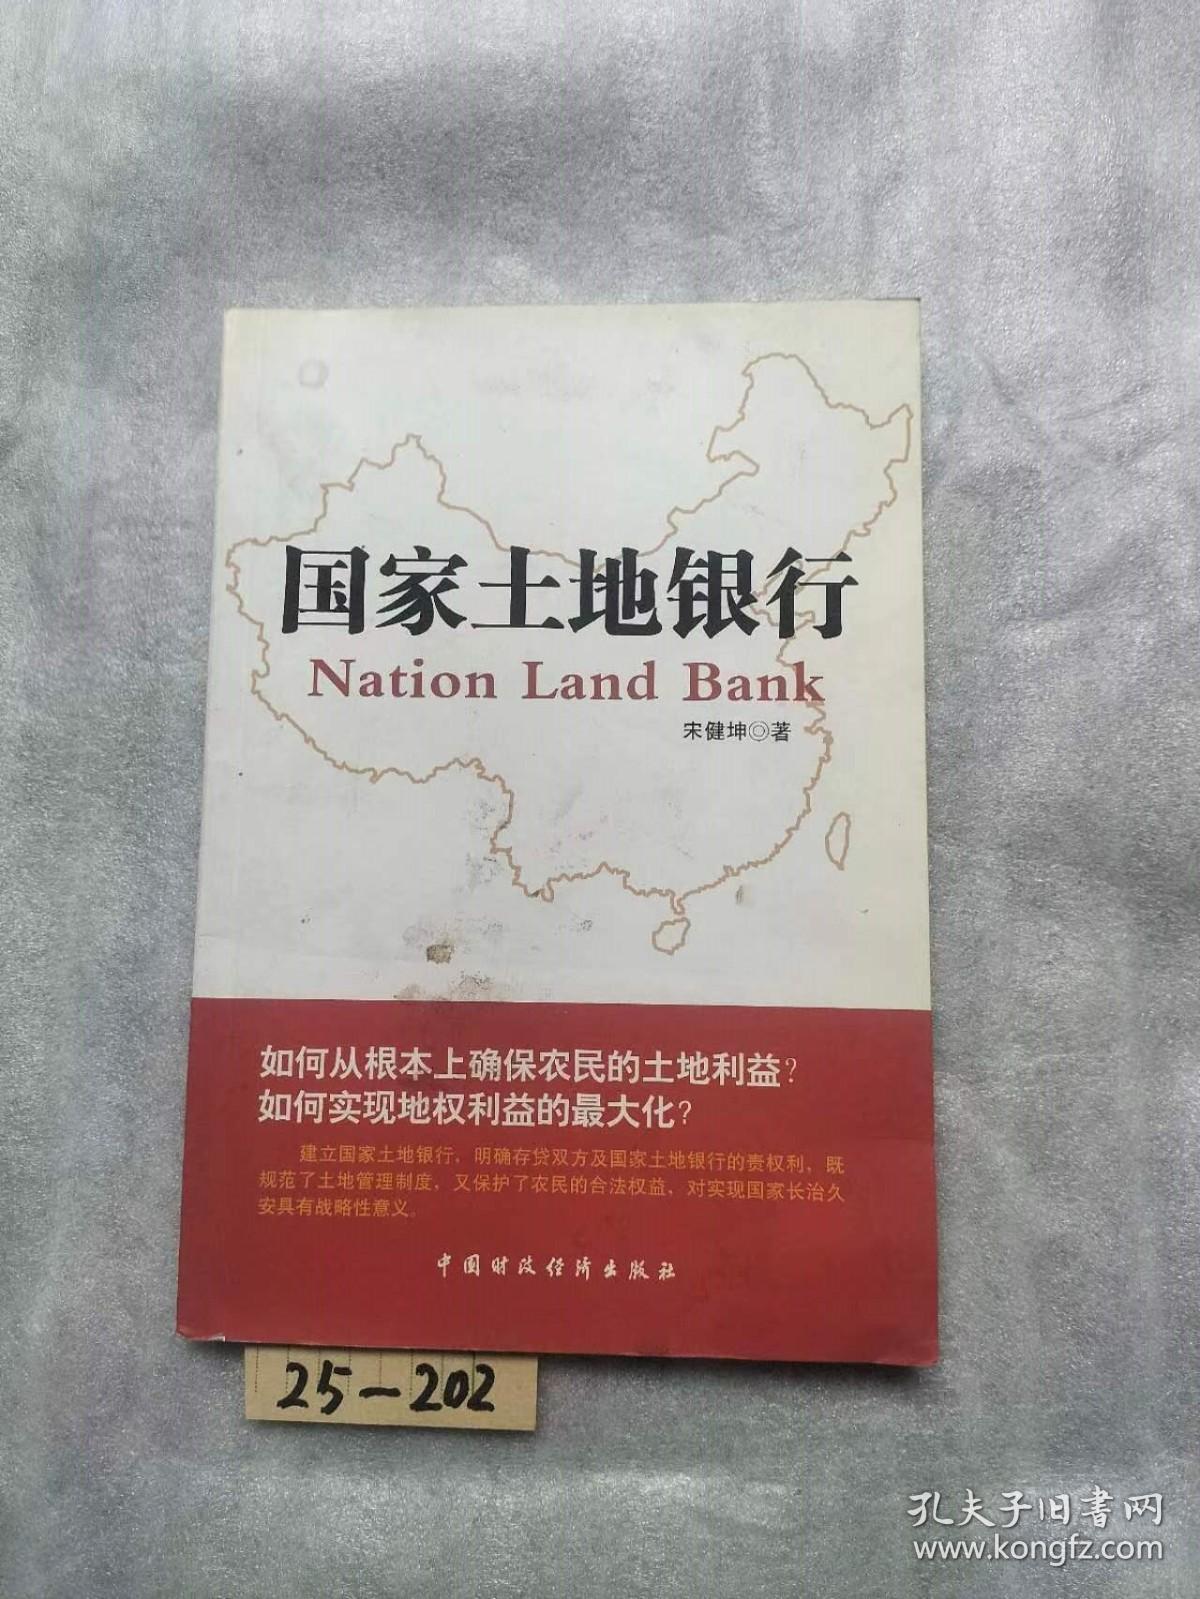 国家土地银行
Nation Land Bank
宋健坤◎著
如何从根本上确保农民的土地利益?
如何实现地权利益的最大化?
建立国家土地银行，明确存贷双方及国家土地银行的责权利，既
规范了土地管理制度，又保护了农民的合法权益，对实现国家长治久
安具有战略性意义。
中国财政经济出版社
25-202
孔夫子旧书网
www.kongfz.com